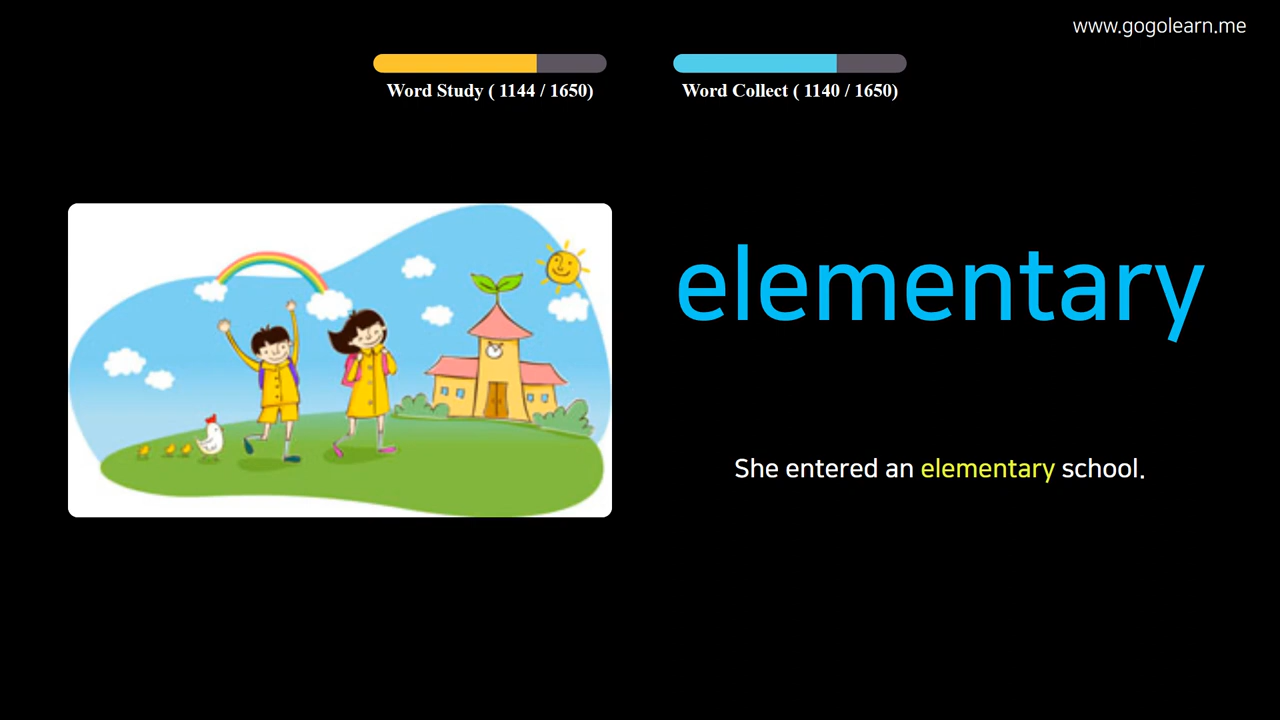 www.gogolearn.me
Word Study ( 1144 / 1650)
Word Collect ( 1140 / 1650)
elementary
She entered an elementary school.